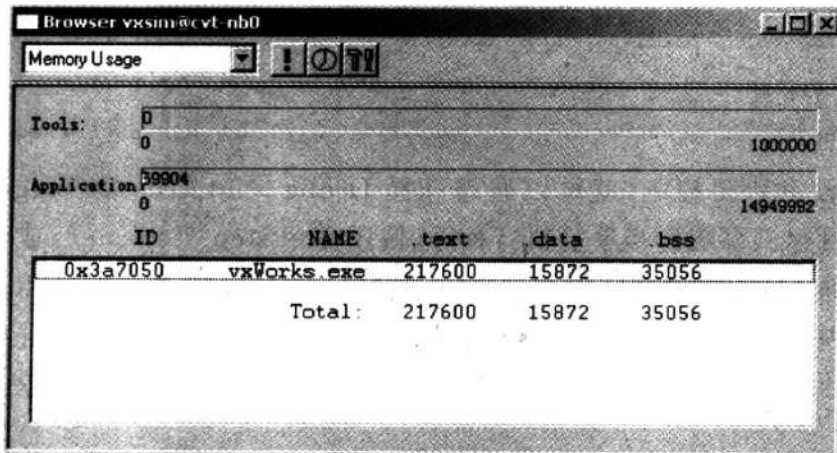 Browser vxsim@cvt-nb0
Memory Usage
Tools: 0
0 1000000
Application 39904
0 14949992
ID NAME .text .data .bss
0x3a7050 vxWorks.exe 217600 15872 35056
Total: 217600 15872 35056